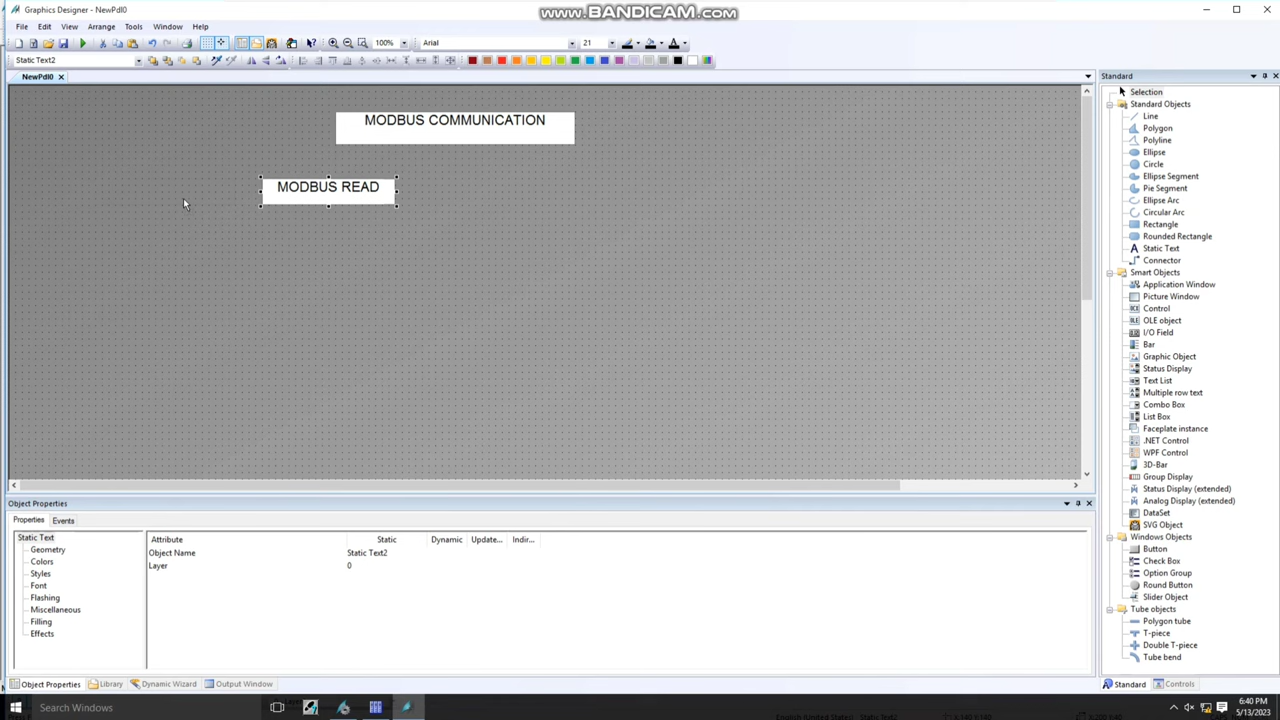 Graphics Designer - NewPdl0
www.BANDICAM.com
File Edit View Arrange Tools Window Help
100% Arial 21
Static Text2
NewPdl0
Standard
MODBUS COMMUNICATION
MODBUS READ
Selection
Standard Objects
Line
Polygon
Polyline
Ellipse
Circle
Ellipse Segment
Pie Segment
Ellipse Arc
Circular Arc
Rectangle
Rounded Rectangle
Static Text
Connector
Smart Objects
Application Window
Picture Window
Control
OLE object
I/O Field
Bar
Graphic Object
Status Display
Text List
Multiple row text
Combo Box
List Box
Faceplate instance
.NET Control
WPF Control
3D-Bar
Group Display
Status Display (extended)
Analog Display (extended)
DataSet
SVG Object
Windows Objects
Button
Check Box
Option Group
Round Button
Slider Object
Tube objects
Polygon tube
T-piece
Double T-piece
Tube bend
Object Properties
Properties Events
Static Text
Geometry
Colors
Styles
Font
Flashing
Miscellaneous
Filling
Effects
Attribute Static Dynamic Update... Indir...
Object Name Static Text2
Layer 0
Object Properties Library Dynamic Wizard Output Window
Standard Controls
Search Windows
6:40 PM
5/13/2023